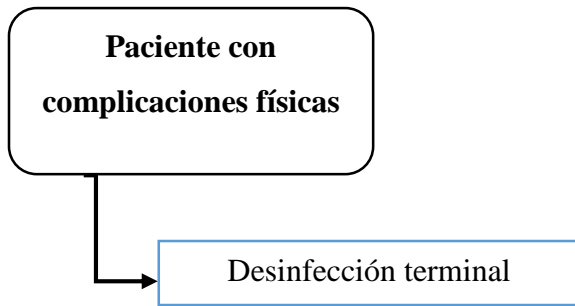 Paciente con
complicaciones físicas
Desinfección terminal